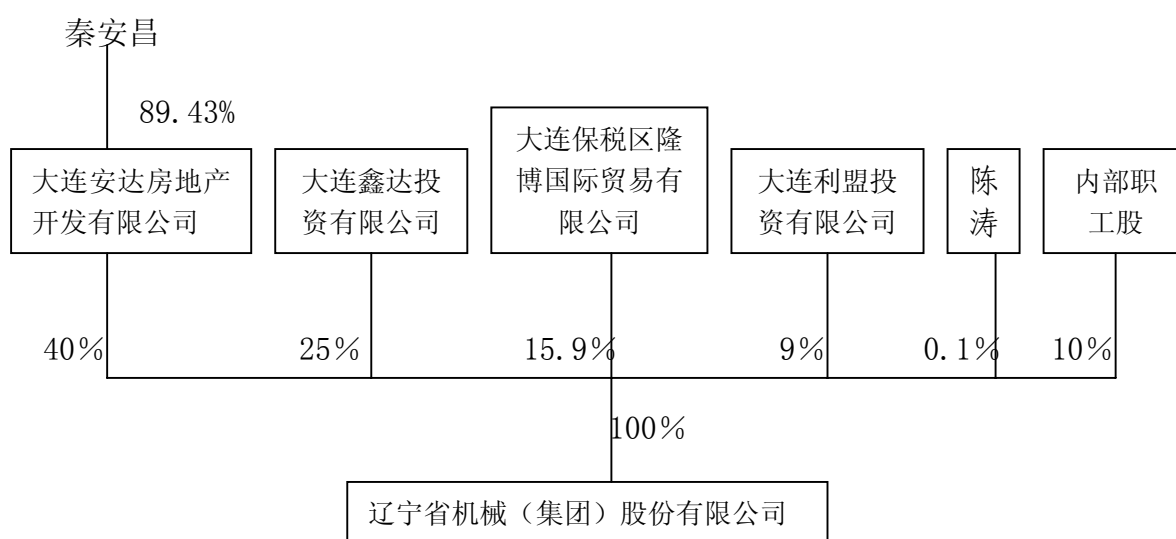 秦安昌
89.43%
大连安达房地产
开发有限公司
大连鑫达投
资有限公司
大连保税区隆
博国际贸易有
限公司
大连利盟投
资有限公司
陈
涛
内部职
工股
40%
25%
15.9%
9%
0.1%
10%
100%
辽宁省机械（集团）股份有限公司